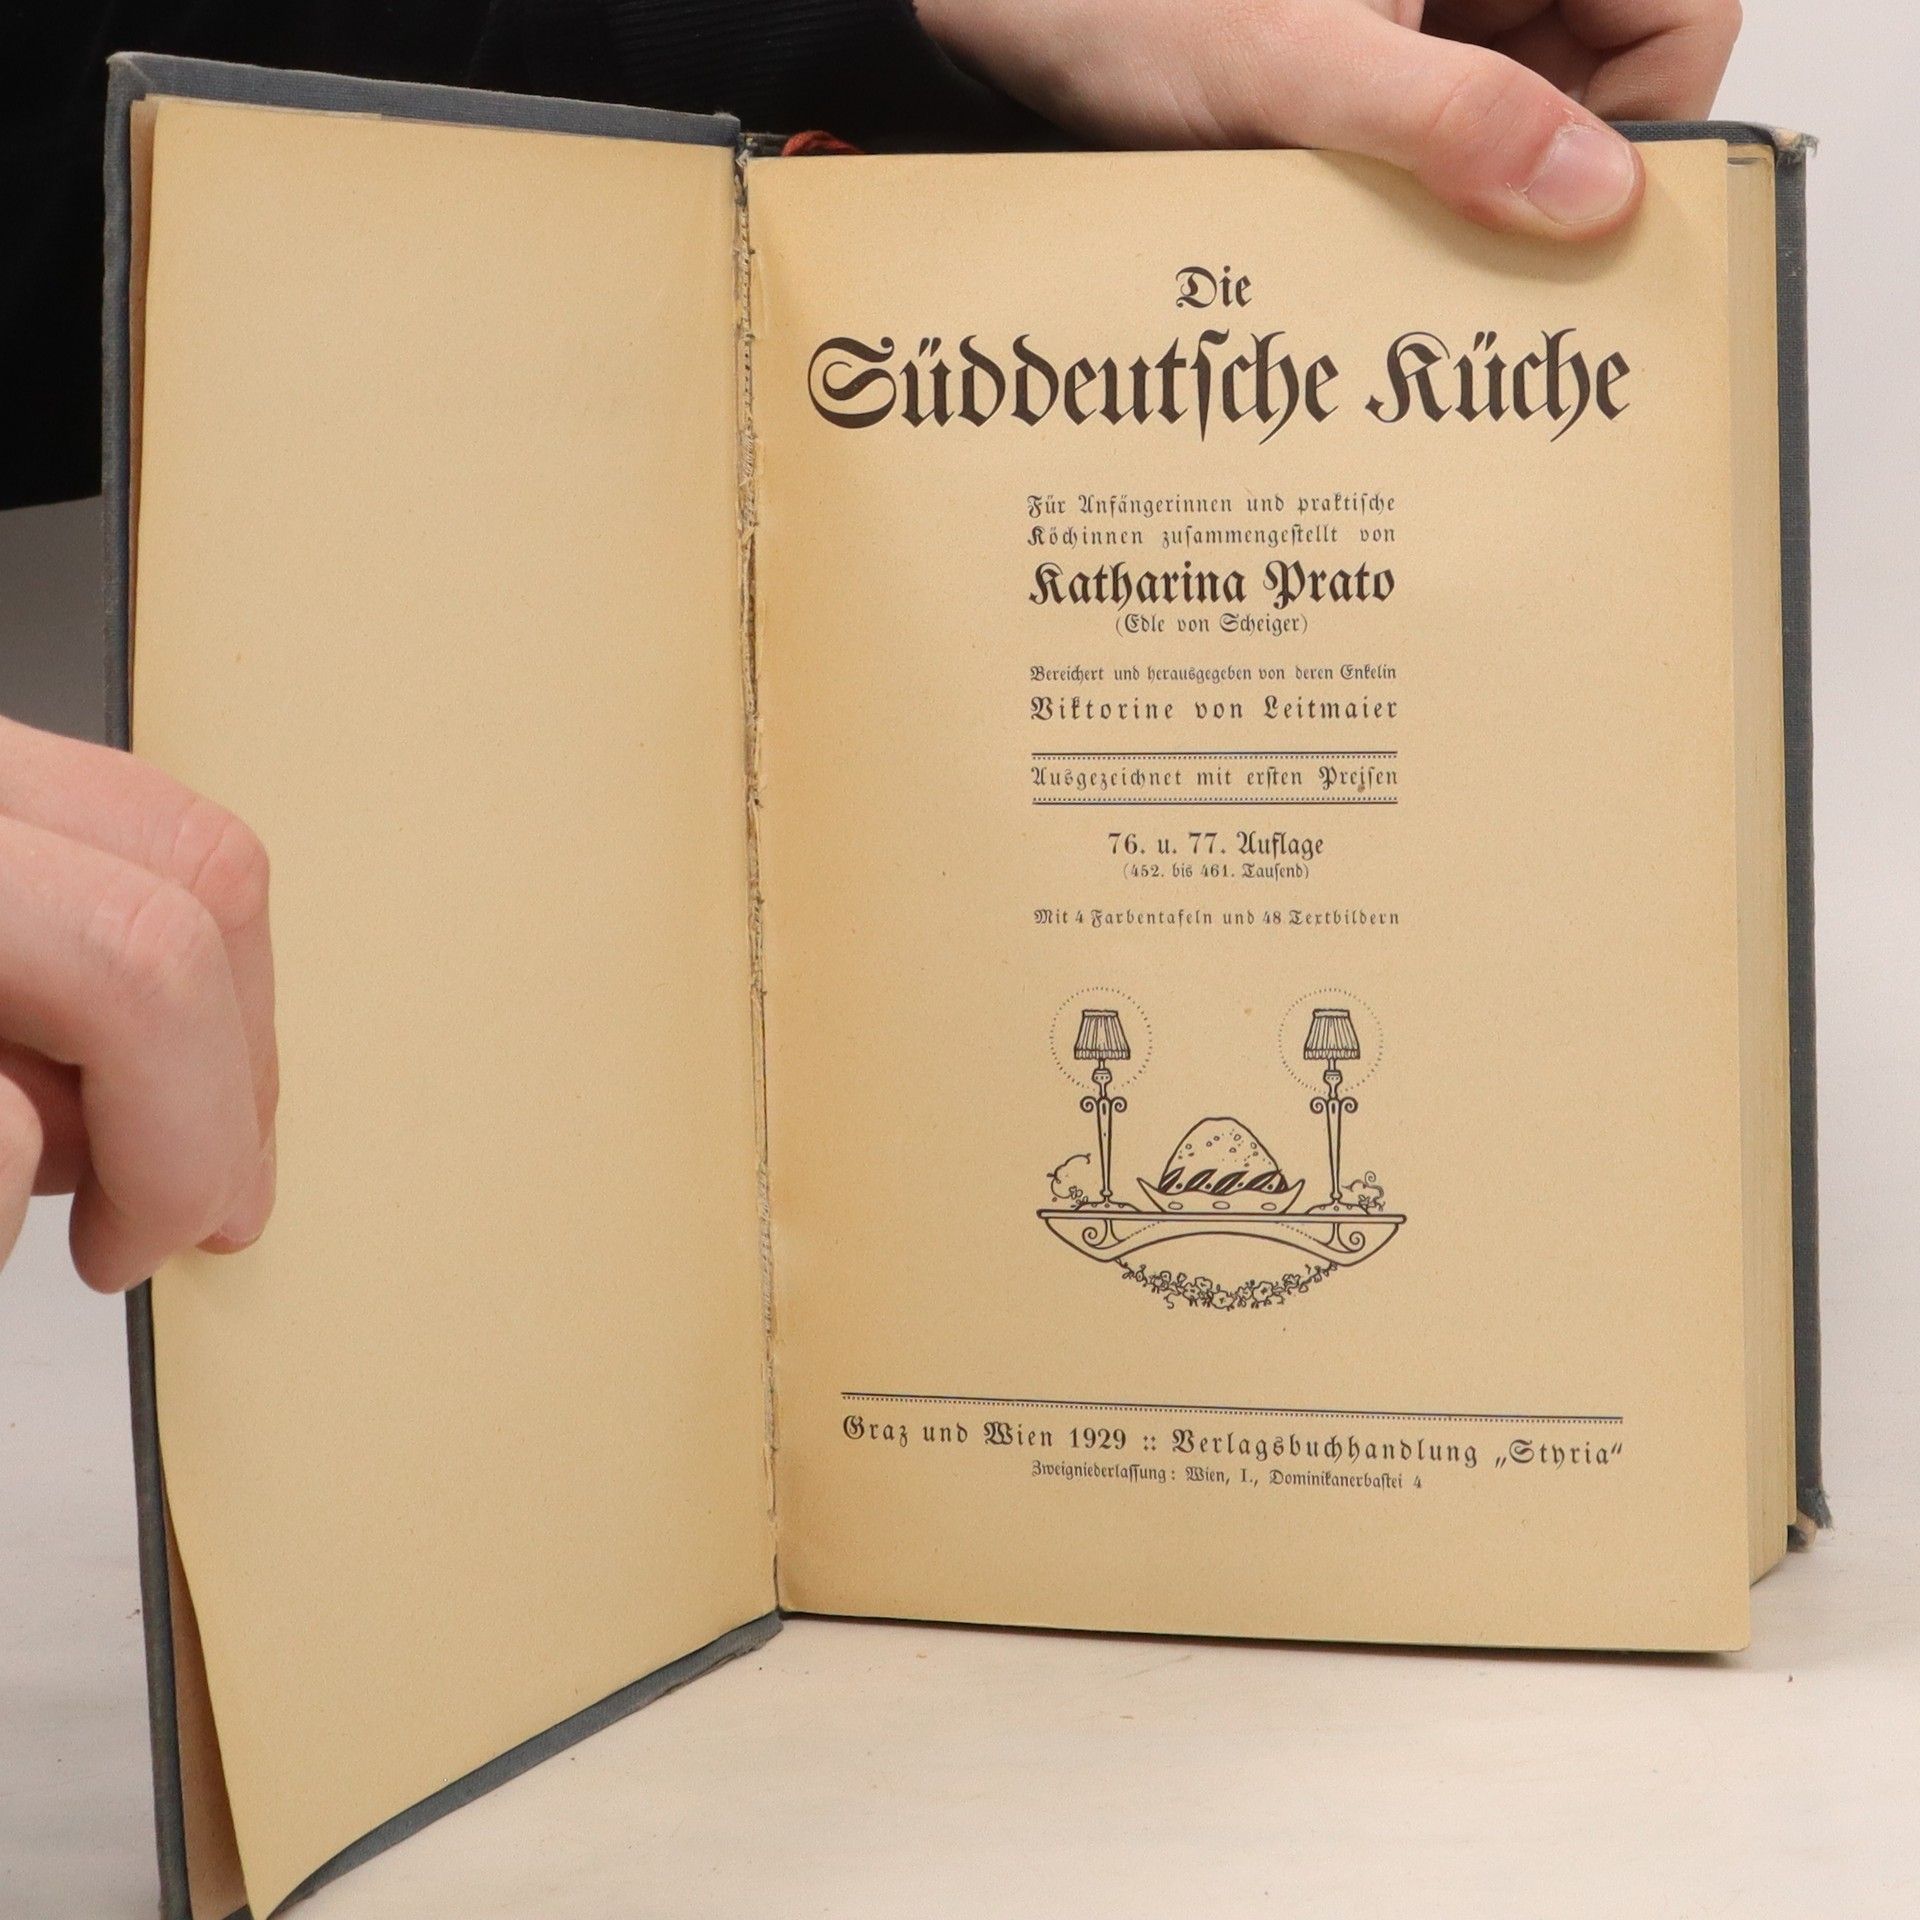 Die
Süddeutſche Küche
Für Anfängerinnen und praktiſche
Köchinnen zuſammengeſtellt von
Katharina Prato
(Edle von Scheiger)
Bereichert und herausgegeben von deren Enkelin
Viktorine von Leitmaier
Ausgezeichnet mit erſten Preiſen
76. u. 77. Auflage
(452. bis 461. Tauſend)
Mit 4 Farbentafeln und 48 Textbildern
Graz und Wien 1929 :: Verlagsbuchhandlung „Styria“
Zweigniederlaſſung: Wien, I., Dominikanerbaſtei 4